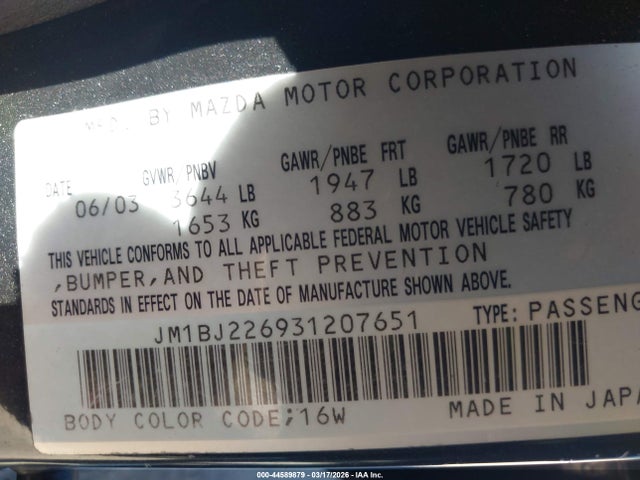 MFD. BY MAZDA MOTOR CORPORATION
DATE GVWR/PNBV GAWR/PNBE FRT GAWR/PNBE RR
06/03 3644 LB 1947 LB 1720 LB
1653 KG 883 KG 780 KG
THIS VEHICLE CONFORMS TO ALL APPLICABLE FEDERAL MOTOR VEHICLE SAFETY
,BUMPER,AND THEFT PREVENTION
STANDARDS IN EFFECT ON THE DATE OF MANUFACTURE SHOWN ABOVE.
JM1BJ226931207651 TYPE: PASSENG
BODY COLOR CODE;16W MADE IN JAPA
000-44589879 - 03/17/2026 - IAA Inc.